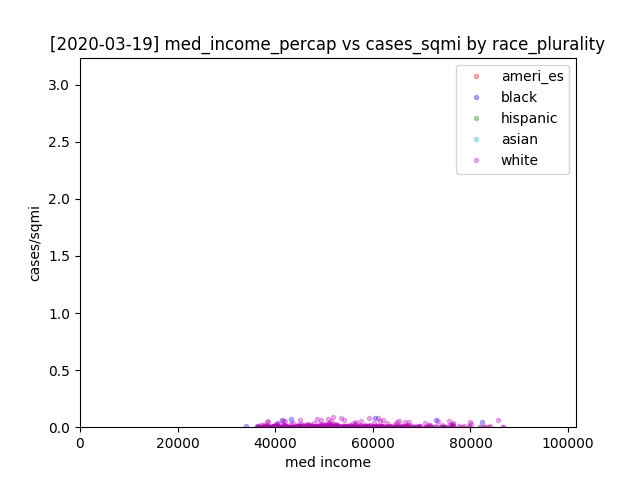 [2020-03-19] med_income_percap vs cases_sqmi by race_plurality
3.0
2.5
2.0
1.5
1.0
0.5
0.0
cases/sqmi
ameri_es
black
hispanic
asian
white
0 20000 40000 60000 80000 100000
med income